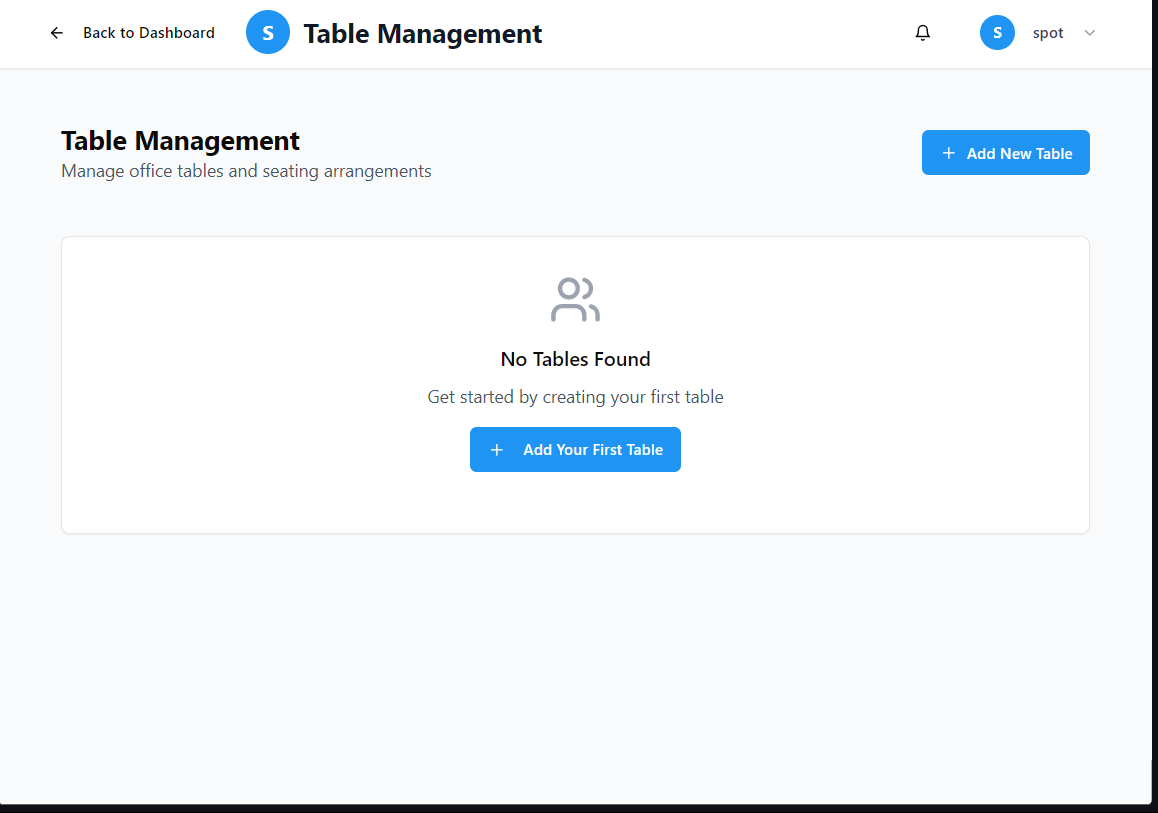 Back to Dashboard
S
Table Management
S
spot
Table Management
Manage office tables and seating arrangements
Add New Table
No Tables Found
Get started by creating your first table
Add Your First Table